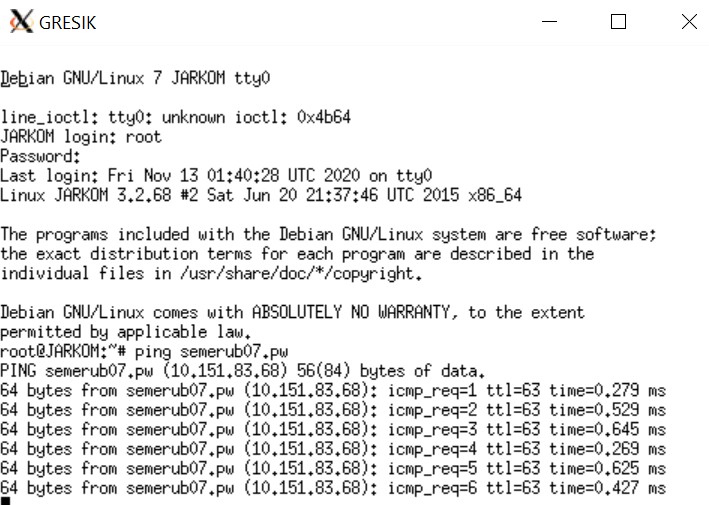 GRESIK
Debian GNU/Linux 7 JARKOM tty0
line_ioctl: tty0: unknown ioctl: 0x4b64
JARKOM login: root
Password:
Last login: Fri Nov 13 01:40:28 UTC 2020 on tty0
Linux JARKOM 3.2.68 #2 Sat Jun 20 21:37:46 UTC 2015 x86_64
The programs included with the Debian GNU/Linux system are free software;
the exact distribution terms for each program are described in the
individual files in /usr/share/doc/*/copyright.
Debian GNU/Linux comes with ABSOLUTELY NO WARRANTY, to the extent
permitted by applicable law.
root@JARKOM:~# ping semerub07.pw
PING semerub07.pw (10.151.83.68) 56(84) bytes of data.
64 bytes from semerub07.pw (10.151.83.68): icmp_req=1 ttl=63 time=0.279 ms
64 bytes from semerub07.pw (10.151.83.68): icmp_req=2 ttl=63 time=0.529 ms
64 bytes from semerub07.pw (10.151.83.68): icmp_req=3 ttl=63 time=0.645 ms
64 bytes from semerub07.pw (10.151.83.68): icmp_req=4 ttl=63 time=0.269 ms
64 bytes from semerub07.pw (10.151.83.68): icmp_req=5 ttl=63 time=0.625 ms
64 bytes from semerub07.pw (10.151.83.68): icmp_req=6 ttl=63 time=0.427 ms